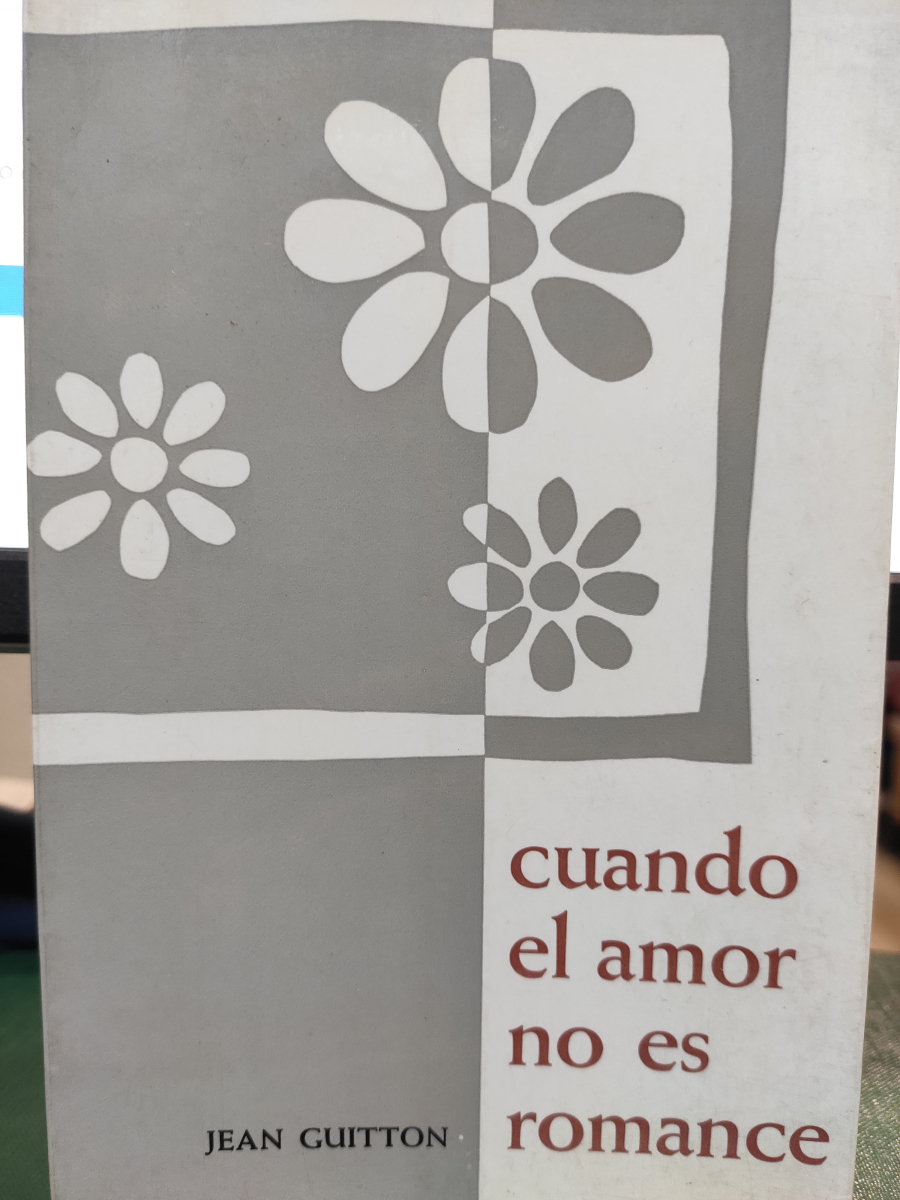 cuando
el amor
no es
romance
JEAN GUITTON